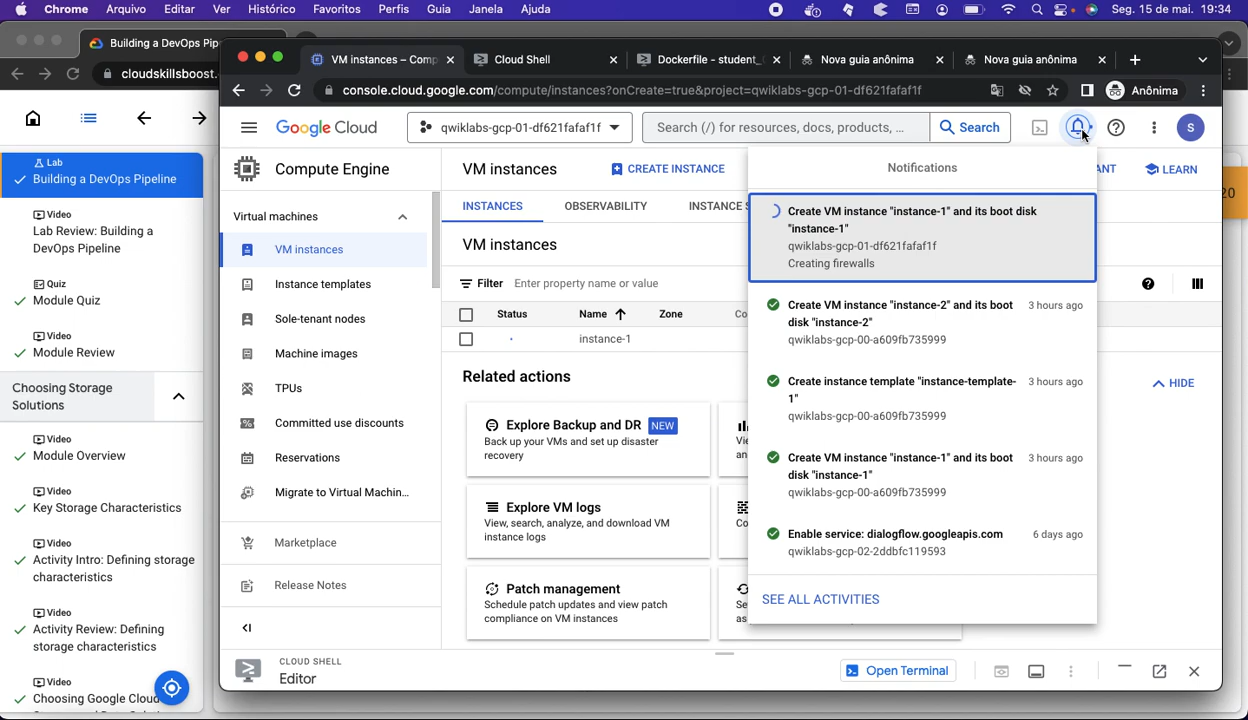 Chrome Arquivo Editar Ver Histórico Favoritos Perfis Guia Janela Ajuda Seg. 15 de mai. 19:34
Building a DevOps Pip
cloudskillsboost.
VM instances – Comp
Cloud Shell
Dockerfile - student_
Nova guia anônima
Nova guia anônima
console.cloud.google.com/compute/instances?onCreate=true&project=qwiklabs-gcp-01-df621fafaf1f
Anônima
Google Cloud
qwiklabs-gcp-01-df621fafaf1f
Search (/) for resources, docs, products, ...
Search
S
Lab
Building a DevOps Pipeline
Video
Lab Review: Building a
DevOps Pipeline
Quiz
Module Quiz
Video
Module Review
Choosing Storage
Solutions
Video
Module Overview
Video
Key Storage Characteristics
Video
Activity Intro: Defining storage
characteristics
Video
Activity Review: Defining
storage characteristics
Video
Choosing Google Cloud
Compute Engine
Virtual machines
VM instances
Instance templates
Sole-tenant nodes
Machine images
TPUs
Committed use discounts
Reservations
Migrate to Virtual Machin...
Marketplace
Release Notes
VM instances
CREATE INSTANCE
ANT
LEARN
20
INSTANCES
OBSERVABILITY
INSTANCE S
VM instances
Filter Enter property name or value
Status Name Zone
instance-1
Related actions
HIDE
Explore Backup and DR NEW
Back up your VMs and set up disaster
recovery
Explore VM logs
View, search, analyze, and download VM
instance logs
Patch management
Schedule patch updates and view patch
compliance on VM instances
Notifications
Create VM instance "instance-1" and its boot disk
"instance-1"
qwiklabs-gcp-01-df621fafaf1f
Creating firewalls
Create VM instance "instance-2" and its boot 3 hours ago
disk "instance-2"
qwiklabs-gcp-00-a609fb735999
Create instance template "instance-template- 3 hours ago
1"
qwiklabs-gcp-00-a609fb735999
Create VM instance "instance-1" and its boot 3 hours ago
disk "instance-1"
qwiklabs-gcp-00-a609fb735999
Enable service: dialogflow.googleapis.com 6 days ago
qwiklabs-gcp-02-2ddbfc119593
SEE ALL ACTIVITIES
CLOUD SHELL
Editor
Open Terminal